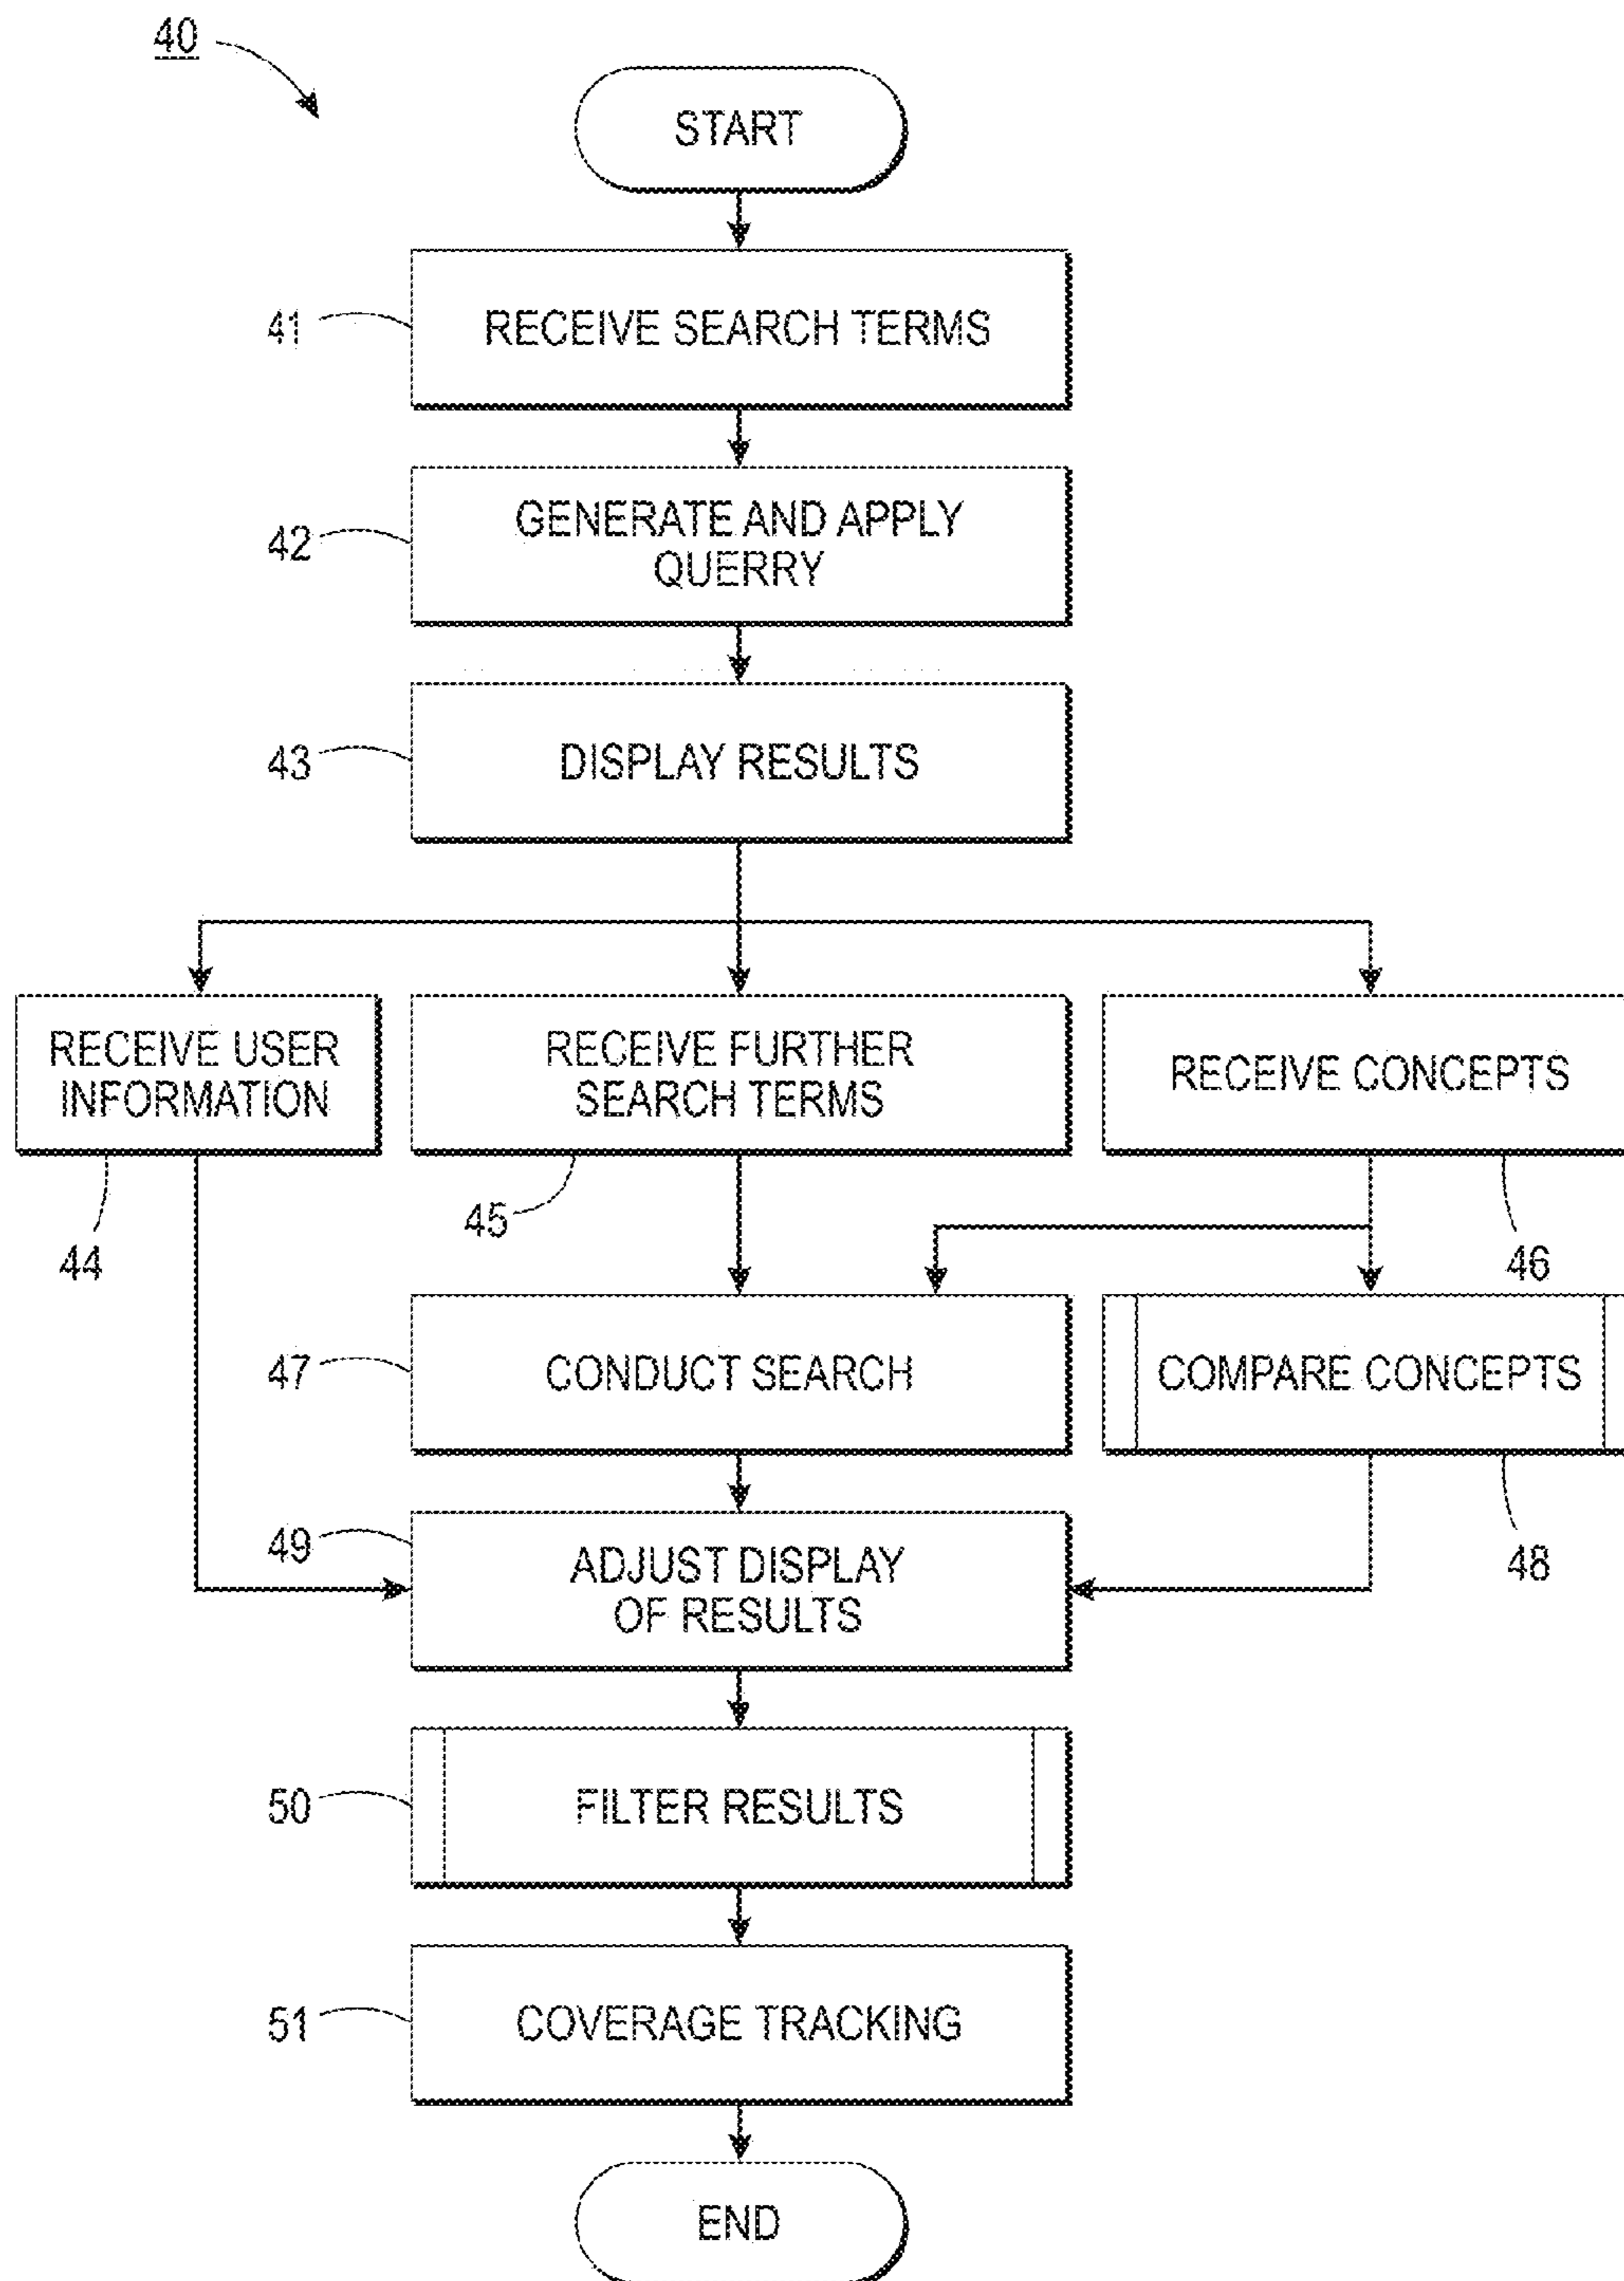 40
START
41
RECEIVE SEARCH TERMS
42
GENERATE AND APPLY
QUERRY
43
DISPLAY RESULTS
RECEIVE USER
INFORMATION
44
RECEIVE FURTHER
SEARCH TERMS
45
RECEIVE CONCEPTS
46
47
CONDUCT SEARCH
COMPARE CONCEPTS
48
49
ADJUST DISPLAY
OF RESULTS
50
FILTER RESULTS
51
COVERAGE TRACKING
END